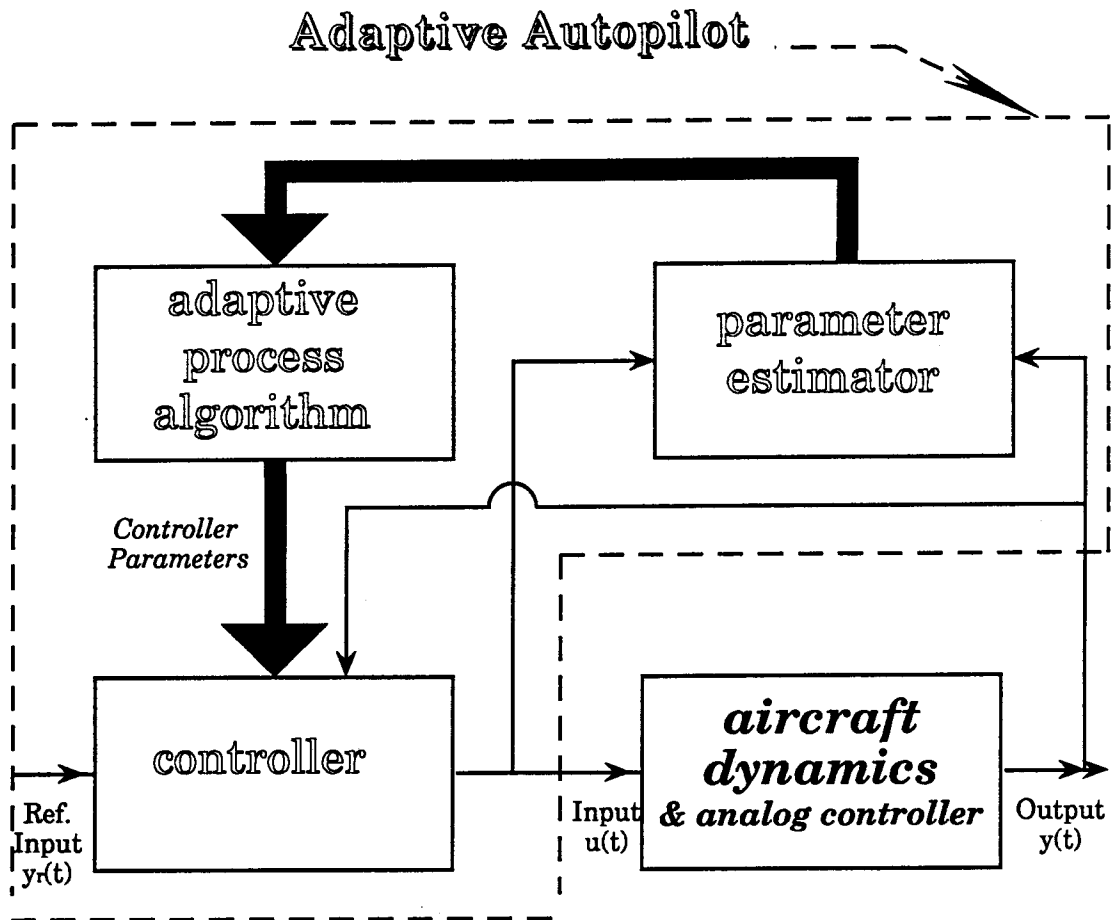 Adaptive Autopilot
adaptive
process
algorithm
parameter
estimator
Controller
Parameters
controller
aircraft
dynamics
& analog controller
Ref.
Input
yr(t)
Input
u(t)
Output
y(t)